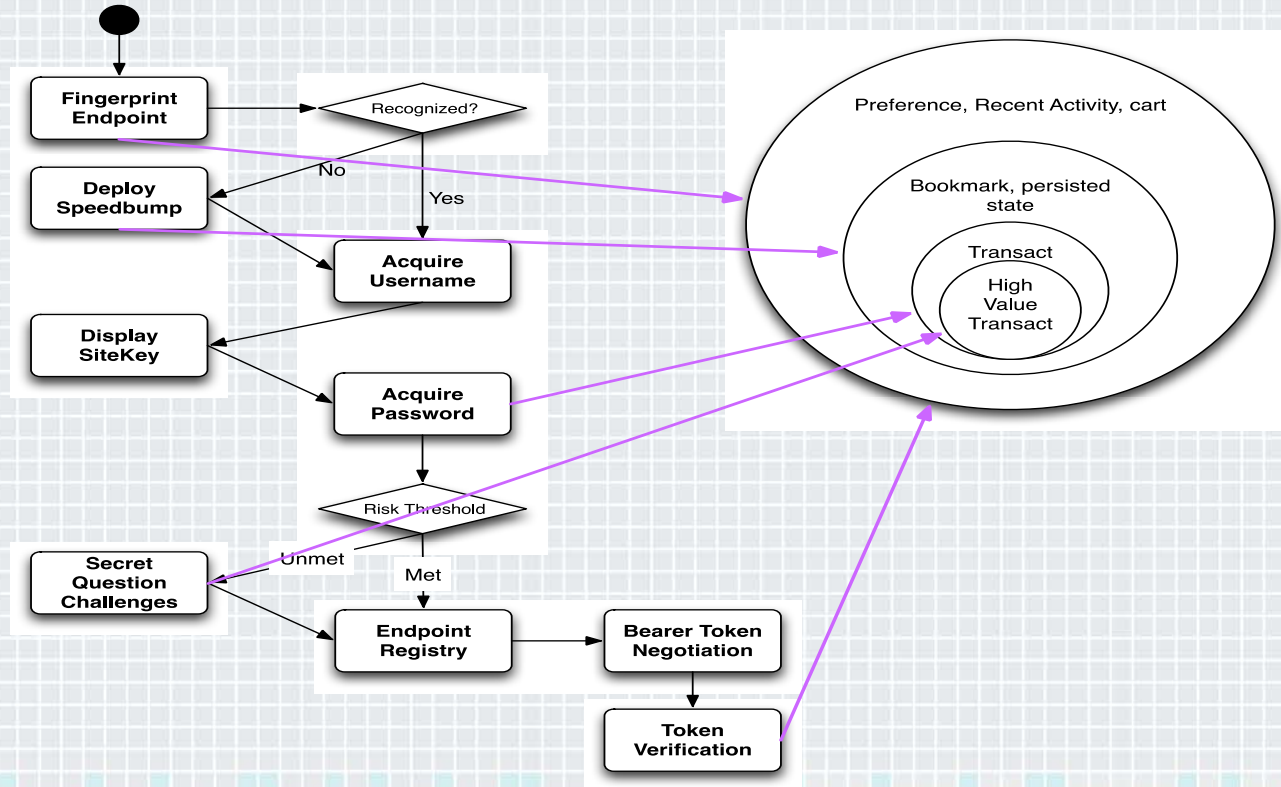 Fingerprint
Endpoint
Recognized?
No
Yes
Deploy
Speedbump
Acquire
Username
Display
SiteKey
Acquire
Password
Risk Threshold
Unmet
Met
Secret
Question
Challenges
Endpoint
Registry
Bearer Token
Negotiation
Token
Verification
Preference, Recent Activity, cart
Bookmark, persisted
state
Transact
High
Value
Transact